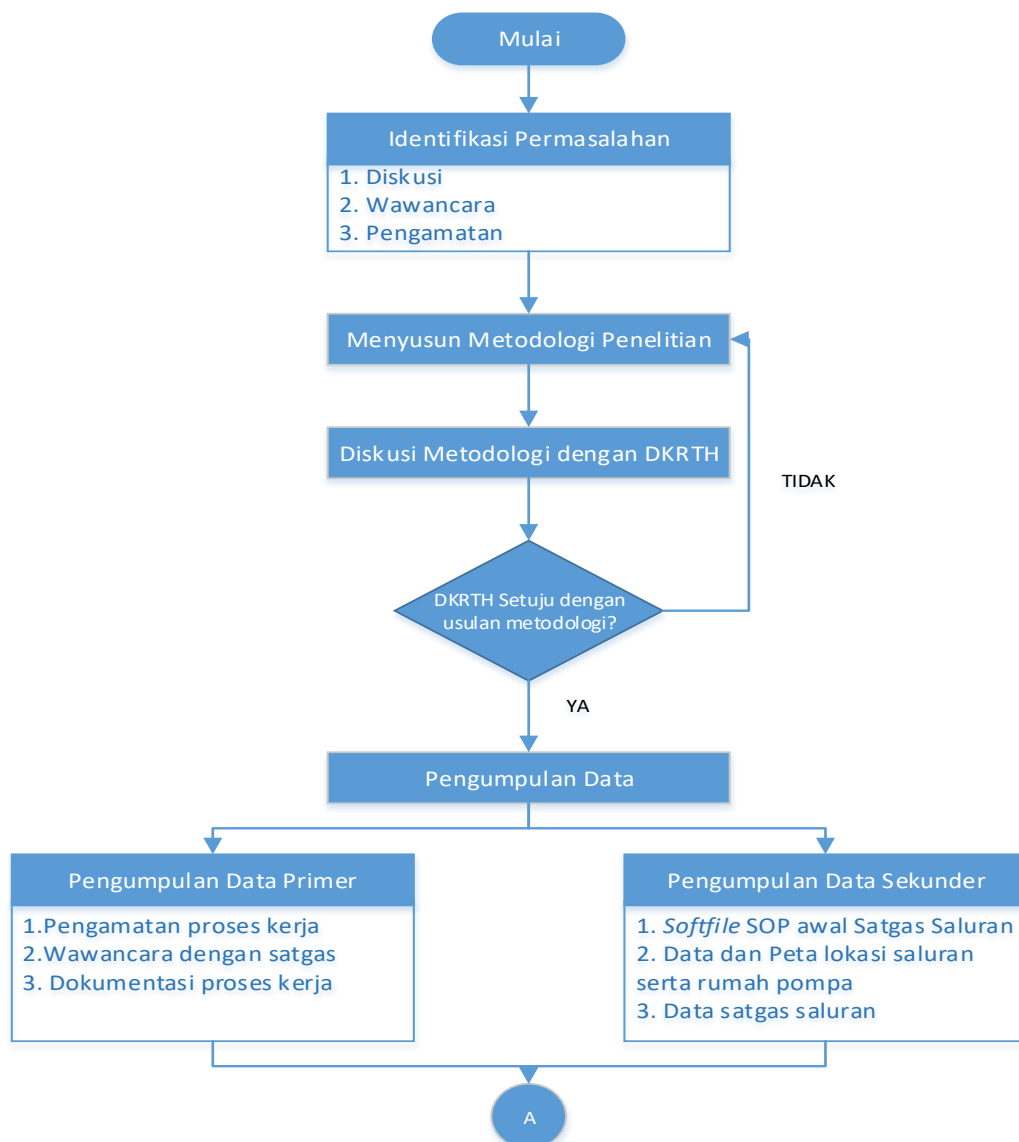 Mulai
Identifikasi Permasalahan
1. Diskusi
2. Wawancara
3. Pengamatan
Menyusun Metodologi Penelitian
Diskusi Metodologi dengan DKRTH
TIDAK
DKRTH Setuju dengan
usulan metodologi?
YA
Pengumpulan Data
Pengumpulan Data Primer
1.Pengamatan proses kerja
2.Wawancara dengan satgas
3. Dokumentasi proses kerja
Pengumpulan Data Sekunder
1. Softfile SOP awal Satgas Saluran
2. Data dan Peta lokasi saluran
serta rumah pompa
3. Data satgas saluran
A